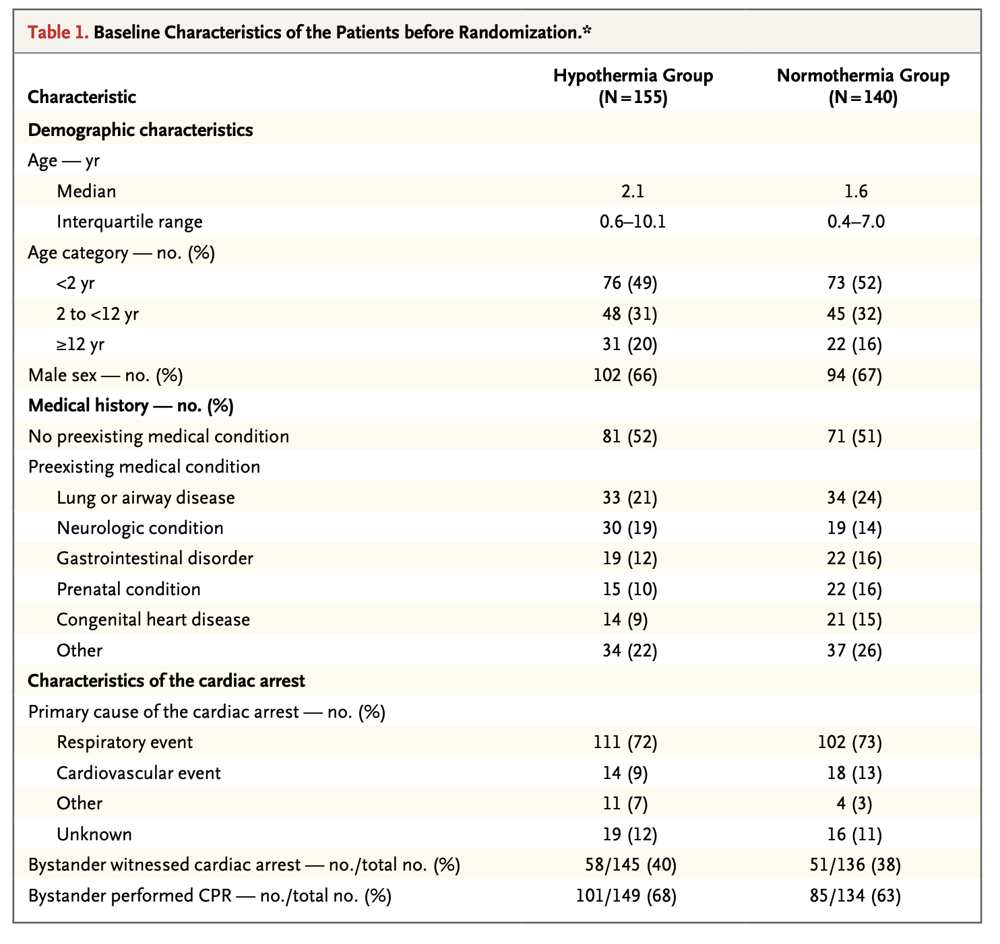 Table 1. Baseline Characteristics of the Patients before Randomization.*
Characteristic Hypothermia Group (N=155) Normothermia Group (N=140)
Demographic characteristics
Age — yr
Median 2.1 1.6
Interquartile range 0.6–10.1 0.4–7.0
Age category — no. (%)
<2 yr 76 (49) 73 (52)
2 to <12 yr 48 (31) 45 (32)
≥12 yr 31 (20) 22 (16)
Male sex — no. (%) 102 (66) 94 (67)
Medical history — no. (%)
No preexisting medical condition 81 (52) 71 (51)
Preexisting medical condition
Lung or airway disease 33 (21) 34 (24)
Neurologic condition 30 (19) 19 (14)
Gastrointestinal disorder 19 (12) 22 (16)
Prenatal condition 15 (10) 22 (16)
Congenital heart disease 14 (9) 21 (15)
Other 34 (22) 37 (26)
Characteristics of the cardiac arrest
Primary cause of the cardiac arrest — no. (%)
Respiratory event 111 (72) 102 (73)
Cardiovascular event 14 (9) 18 (13)
Other 11 (7) 4 (3)
Unknown 19 (12) 16 (11)
Bystander witnessed cardiac arrest — no./total no. (%) 58/145 (40) 51/136 (38)
Bystander performed CPR — no./total no. (%) 101/149 (68) 85/134 (63)